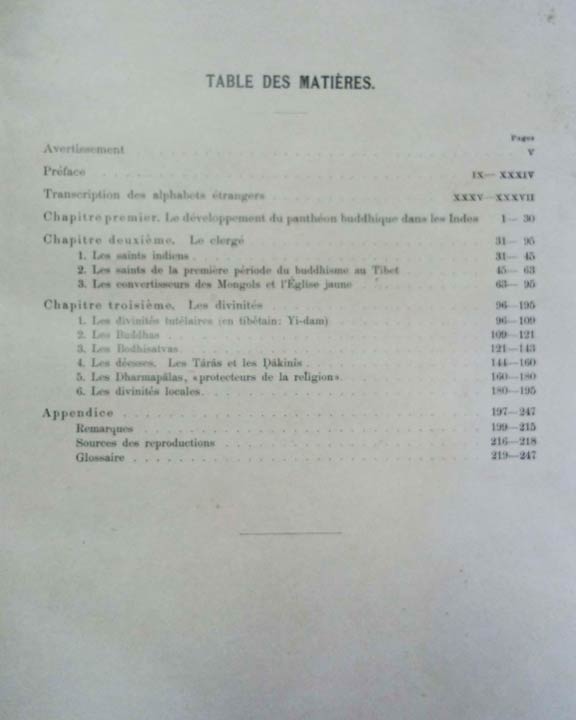 TABLE DES MATIÈRES.
Pages
Avertissement V
Préface IX—XXXIV
Transcription des alphabets étrangers XXXV—XXXVII
Chapitre premier. Le développement du panthéon buddhique dans les Indes 1—30
Chapitre deuxième. Le clergé 31—95
1. Les saints indiens 31—45
2. Les saints de la première période du buddhisme au Tibet 45—63
3. Les convertisseurs des Mongols et l'Église jaune 63—95
Chapitre troisième. Les divinités 96—195
1. Les divinités tutélaires (en tibétain: Yi-dam) 96—109
2. Les Buddhas 109—121
3. Les Bodhisatvas 121—143
4. Les déesses. Les Târâs et les Ḍâkinîs 144—160
5. Les Dharmapâlas, «protecteurs de la religion». 160—180
6. Les divinités locales. 180—195
Appendice 197—247
Remarques 199—215
Sources des reproductions 216—218
Glossaire 219—247